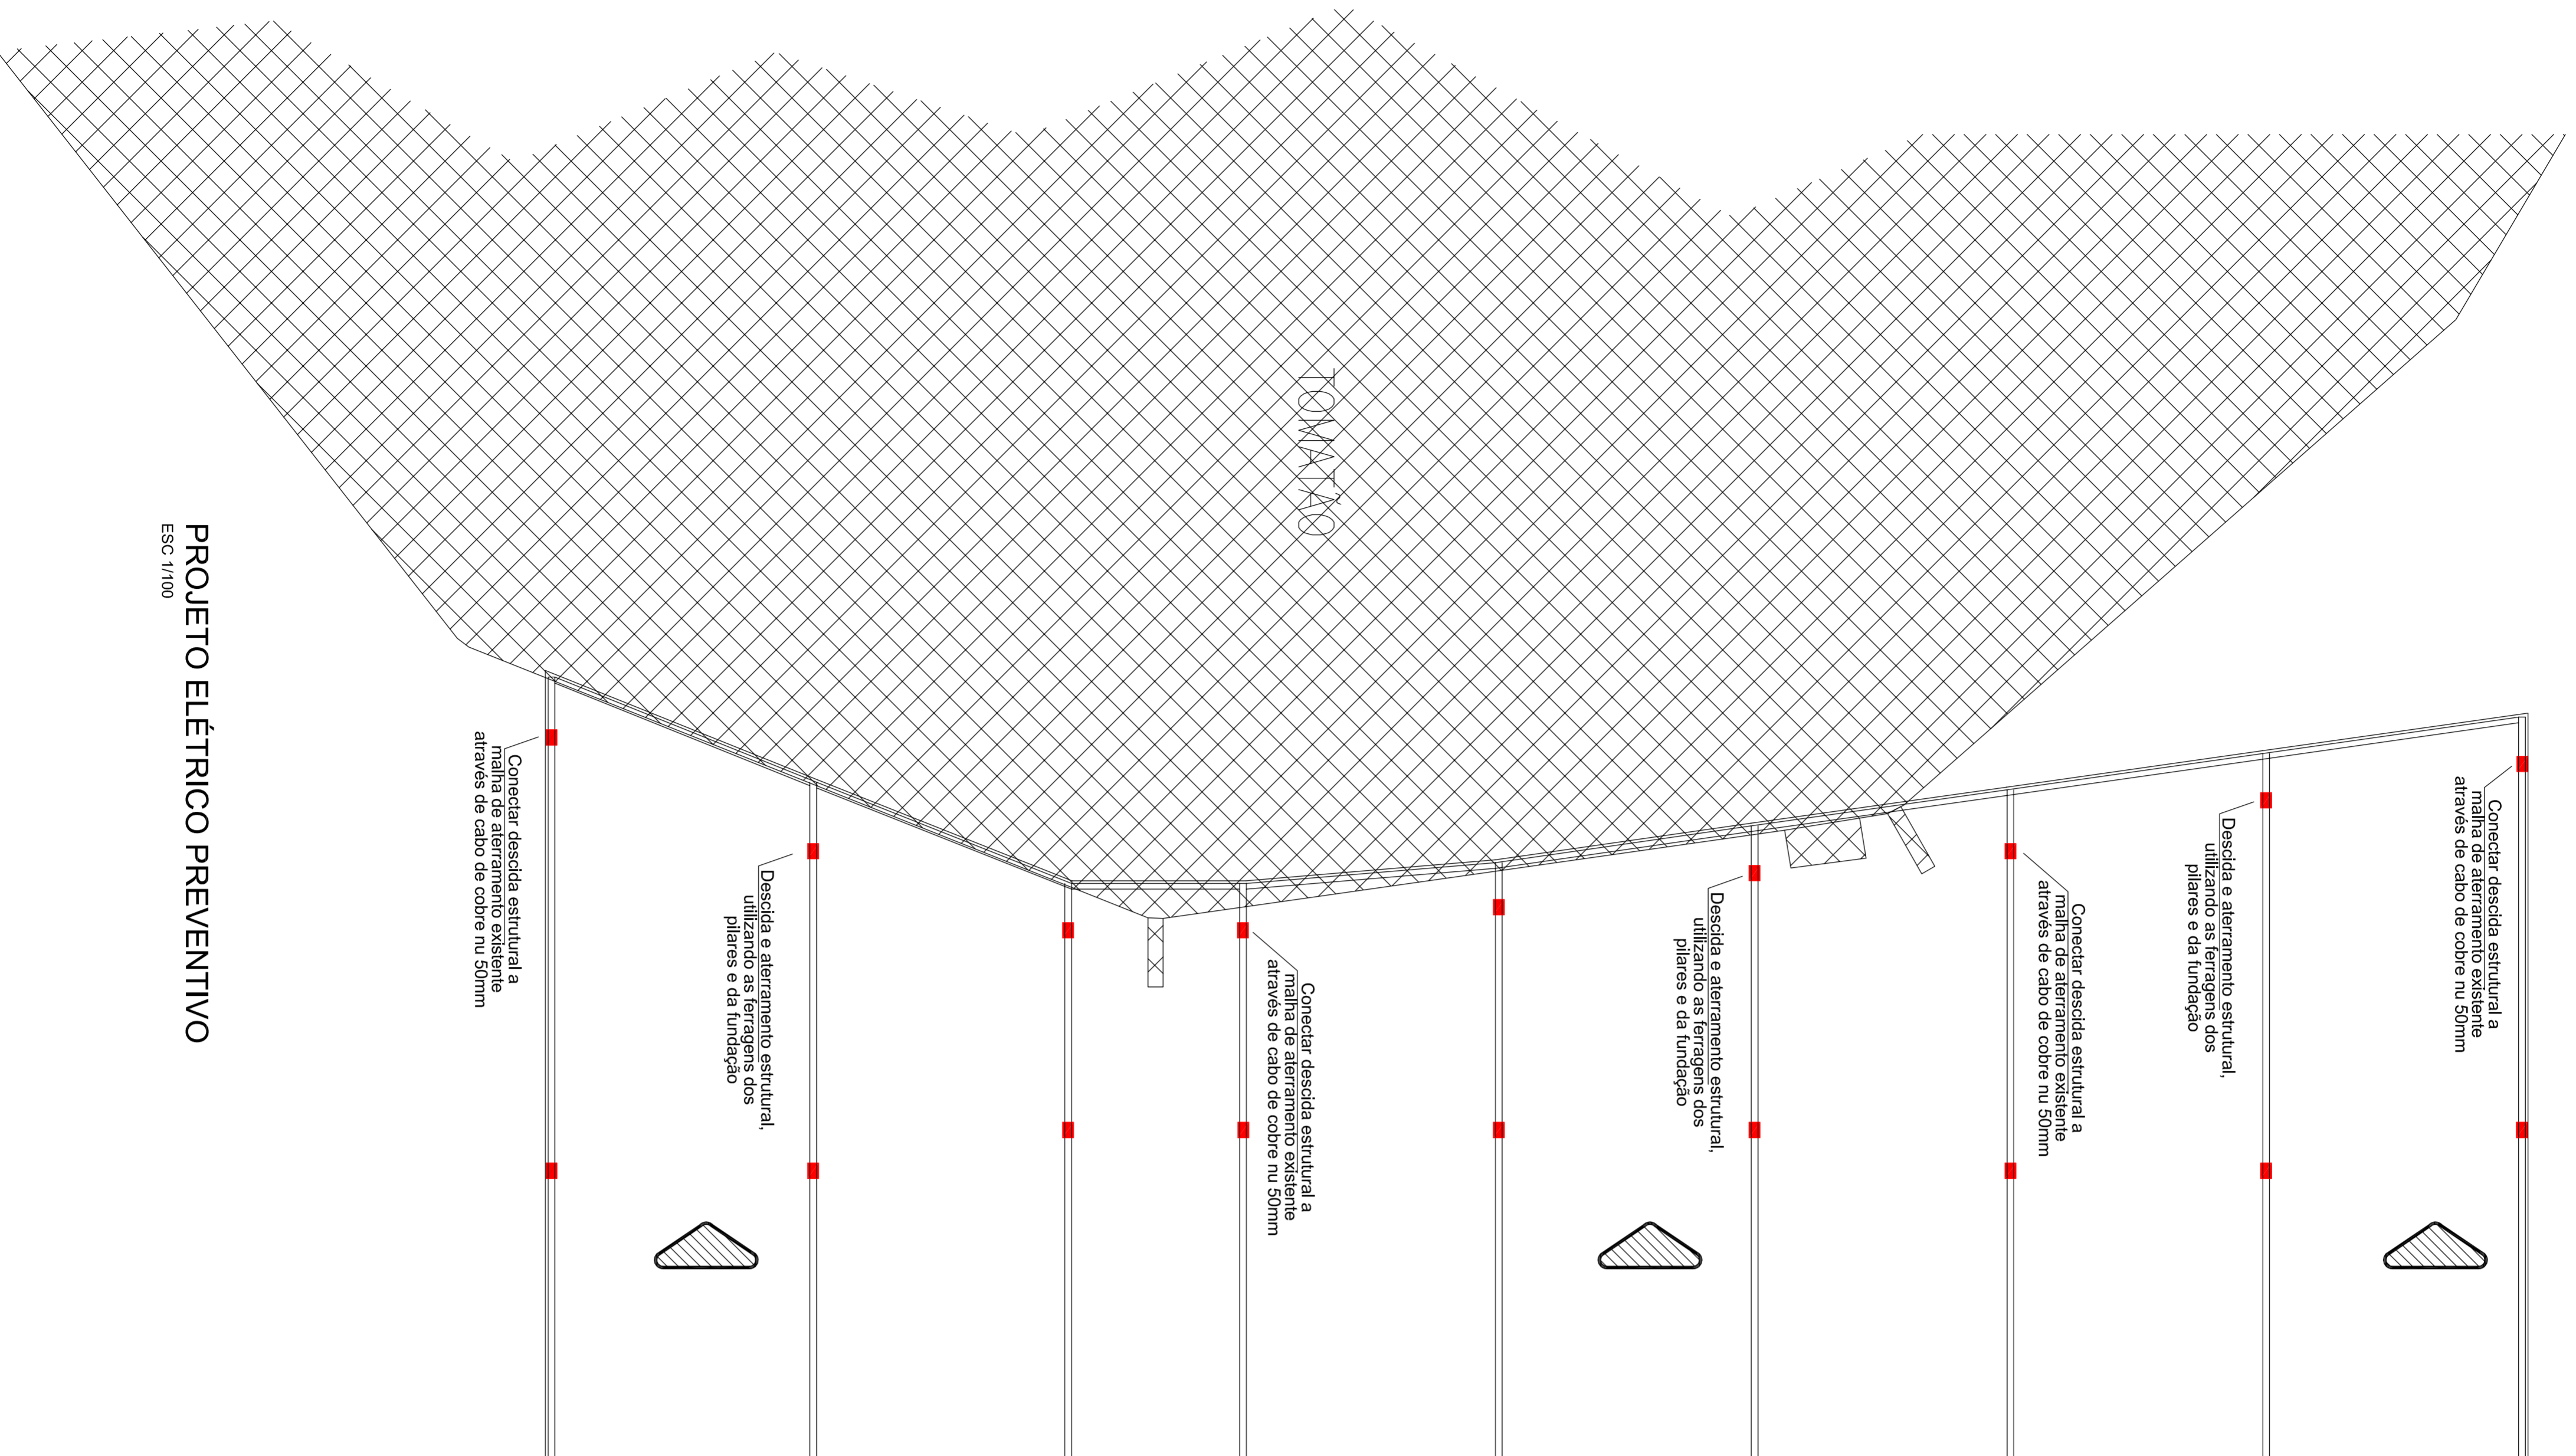 Conectar descida estrutural a
malha de aterramento existente
através de cabo de cobre nu 50mm
Descida e aterramento estrutural,
utilizando as ferragens dos
pilares e da fundação
Conectar descida estrutural a
malha de aterramento existente
através de cabo de cobre nu 50mm
Descida e aterramento estrutural,
utilizando as ferragens dos
pilares e da fundação
TOMATÃO
Conectar descida estrutural a
malha de aterramento existente
através de cabo de cobre nu 50mm
Descida e aterramento estrutural,
utilizando as ferragens dos
pilares e da fundação
Conectar descida estrutural a
malha de aterramento existente
através de cabo de cobre nu 50mm
PROJETO ELÉTRICO PREVENTIVO
ESC 1/100